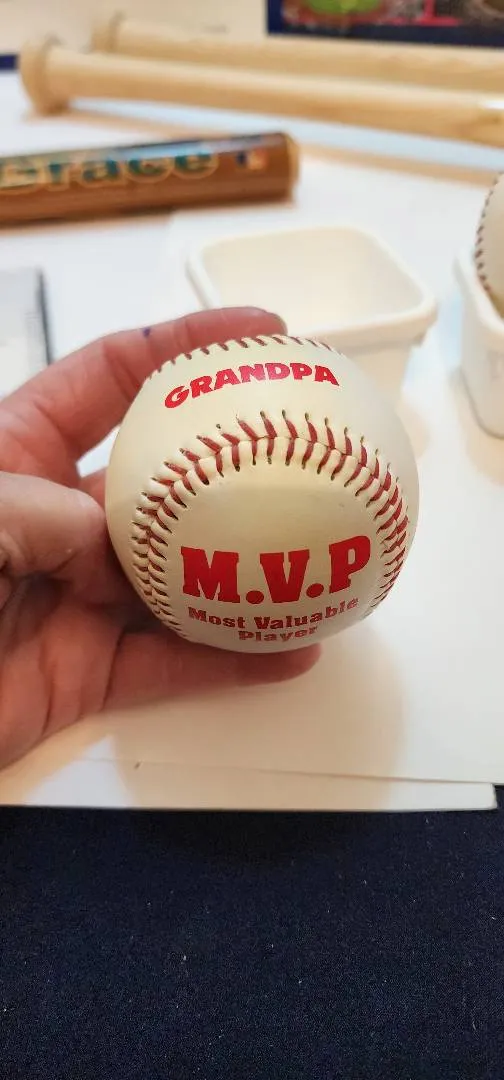 Grace
GRANDPA
M.V.P
Most Valuable
Player